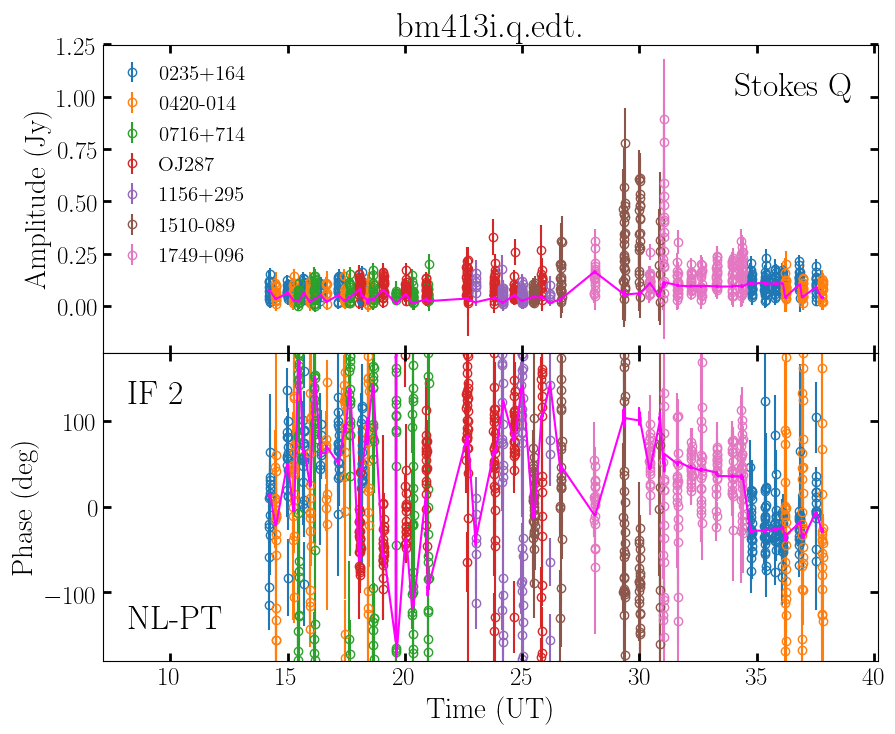 bm413i.q.edt.
1.25
1.00
0.75
0.50
0.25
0.00
Amplitude (Jy)
0235+164
0420-014
0716+714
OJ287
1156+295
1510-089
1749+096
Stokes Q
IF 2
NL-PT
100
0
−100
Phase (deg)
10 15 20 25 30 35 40
Time (UT)